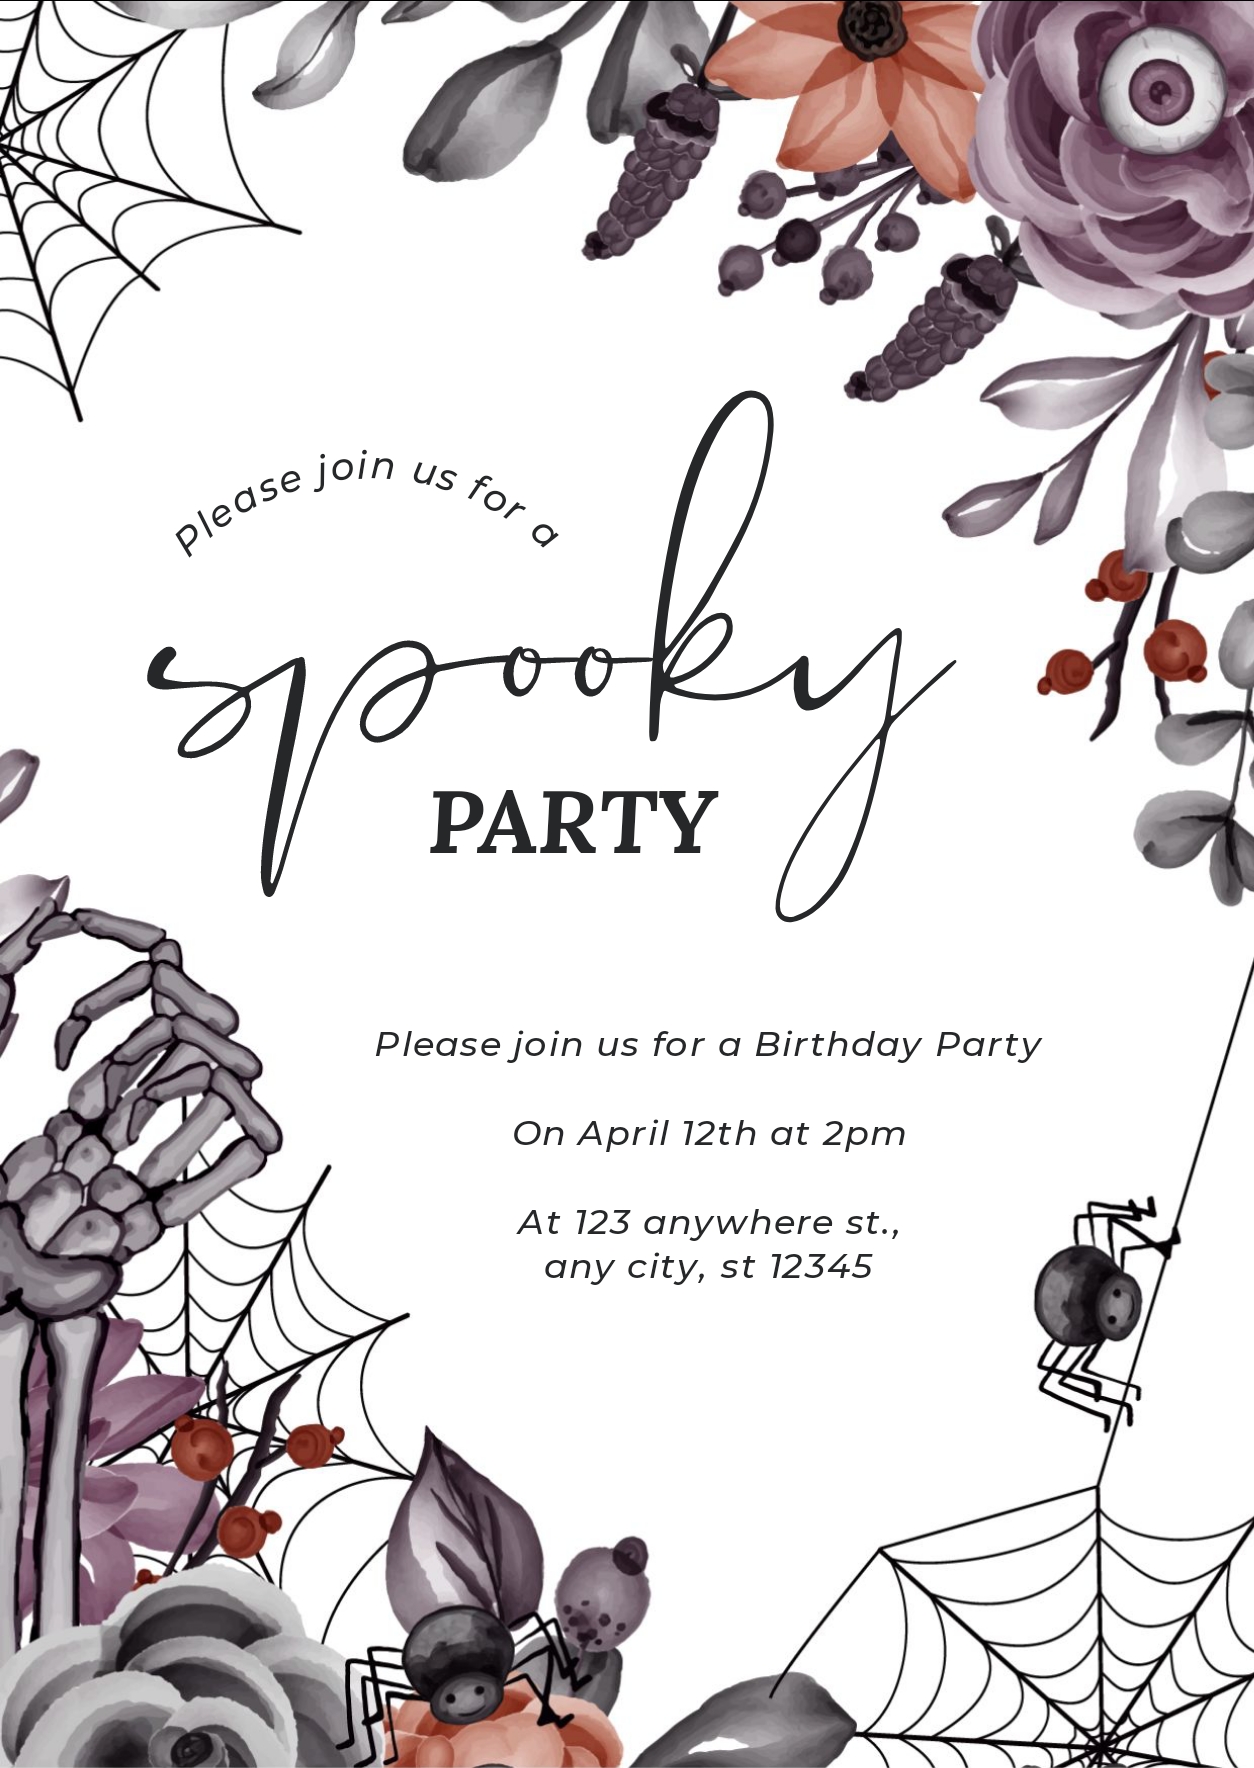 Please join us for a
spooky
PARTY
Please join us for a Birthday Party
On April 12th at 2pm
At 123 anywhere st.,
any city, st 12345